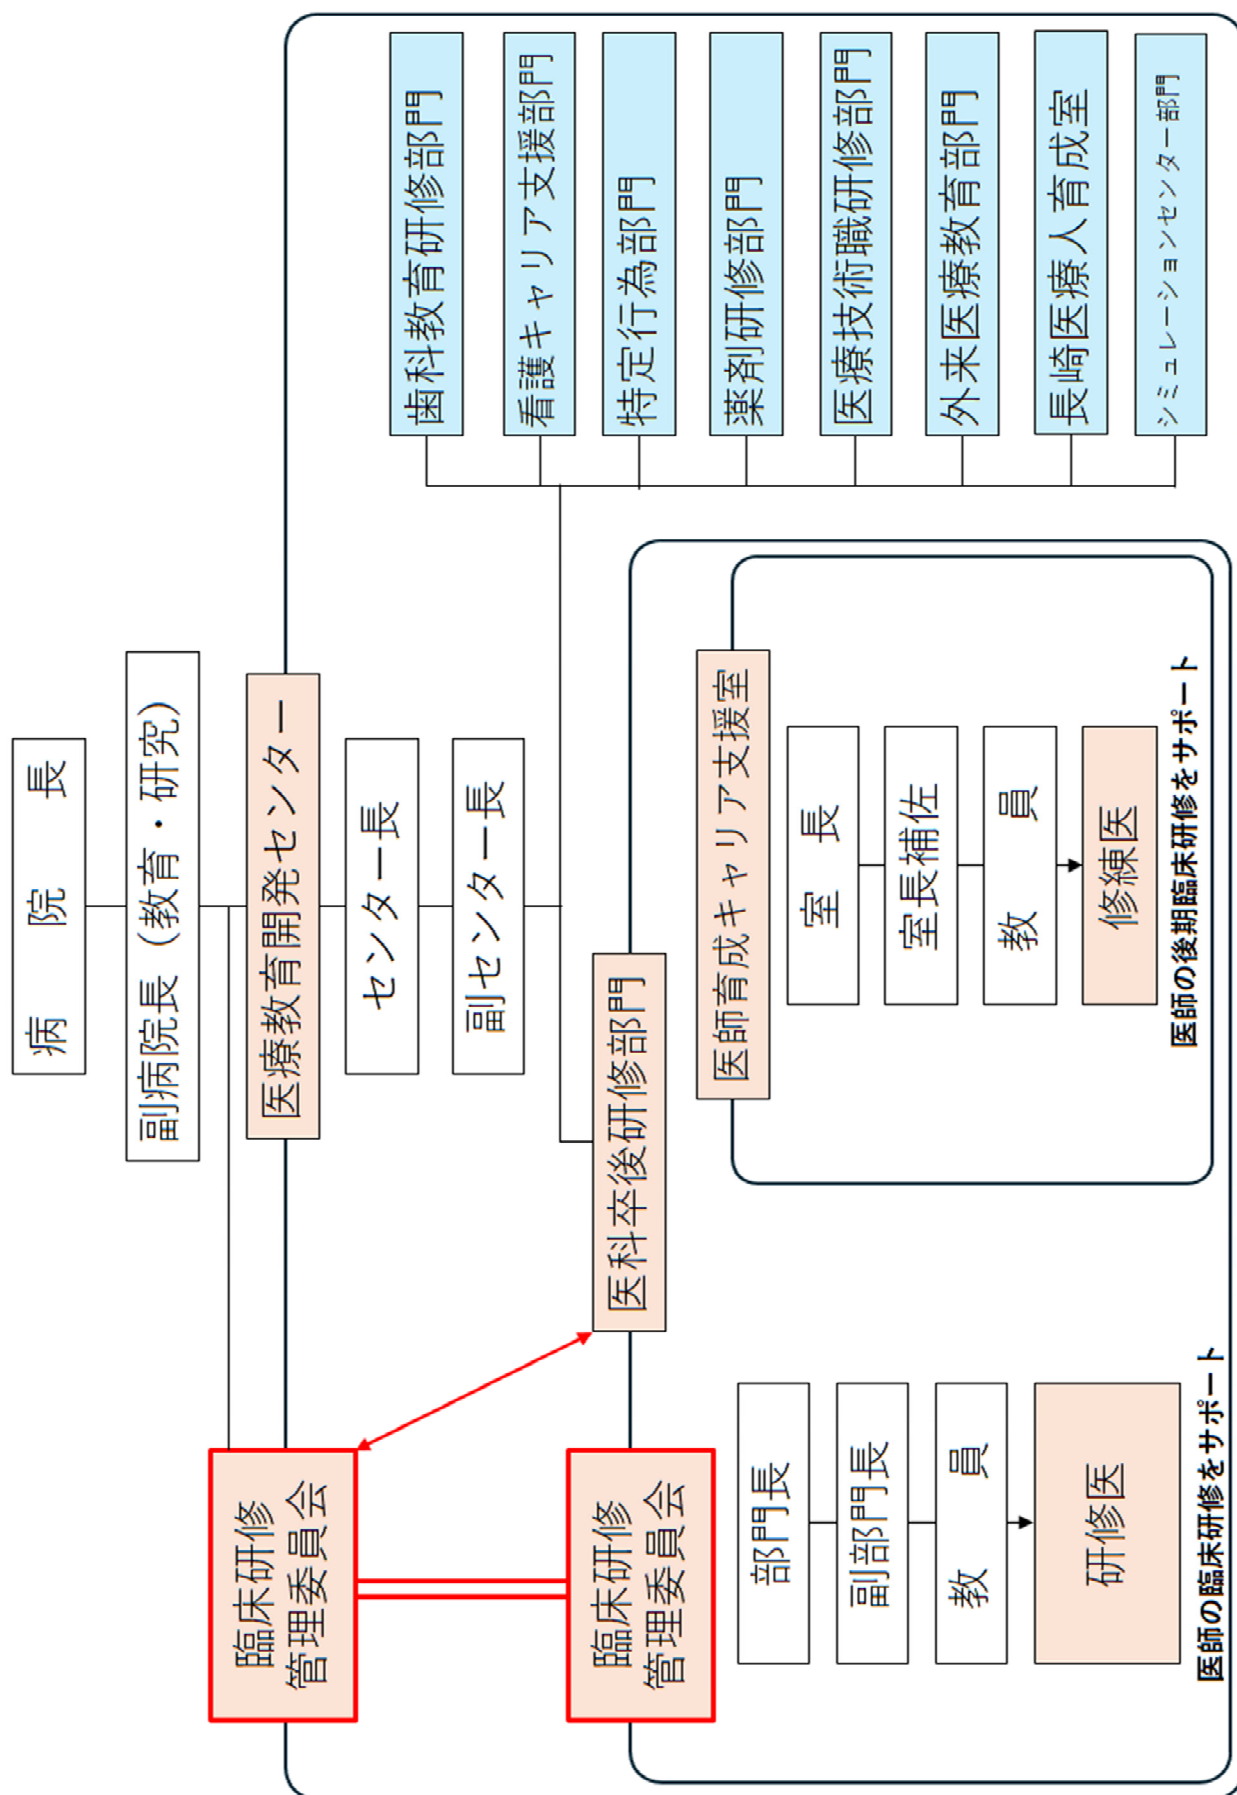 病院長
副病院長（教育・研究）
医療教育開発センター
センター長
副センター長
臨床研修
管理委員会
臨床研修
管理委員会
医科卒後研修部門
部門長
副部門長
教員
研修医
医師の臨床研修をサポート
医師育成キャリア支援室
室長
室長補佐
教員
修練医
医師の後期臨床研修をサポート
歯科教育研修部門
看護キャリア支援部門
特定行為部門
薬剤研修部門
医療技術職研修部門
外来医療教育部門
長崎医療人育成室
シミュレーションセンター部門